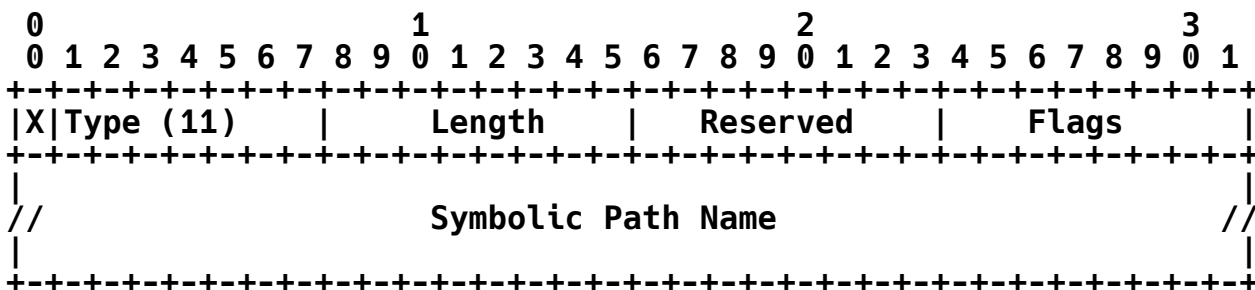 0                   1                   2                   3
 0 1 2 3 4 5 6 7 8 9 0 1 2 3 4 5 6 7 8 9 0 1 2 3 4 5 6 7 8 9 0 1
+-+-+-+-+-+-+-+-+-+-+-+-+-+-+-+-+-+-+-+-+-+-+-+-+-+-+-+-+-+-+-+-+
|X|Type (11)    |     Length    |   Reserved    |    Flags      |
+-+-+-+-+-+-+-+-+-+-+-+-+-+-+-+-+-+-+-+-+-+-+-+-+-+-+-+-+-+-+-+-+
|                                                               |
//                    Symbolic Path Name                       //
|                                                               |
+-+-+-+-+-+-+-+-+-+-+-+-+-+-+-+-+-+-+-+-+-+-+-+-+-+-+-+-+-+-+-+-+